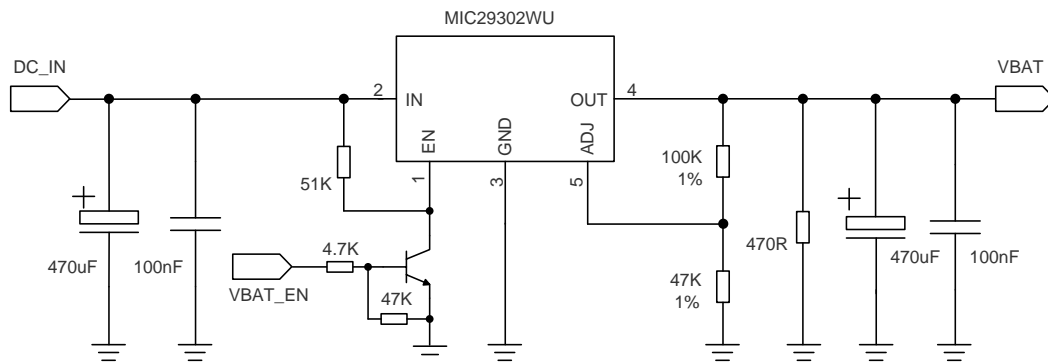 MIC29302WU
DC_IN
VBAT
2
IN
OUT
4
EN
GND
ADJ
1
3
5
51K
100K
1%
470uF
100nF
4.7K
VBAT_EN
47K
470R
47K
1%
470uF
100nF